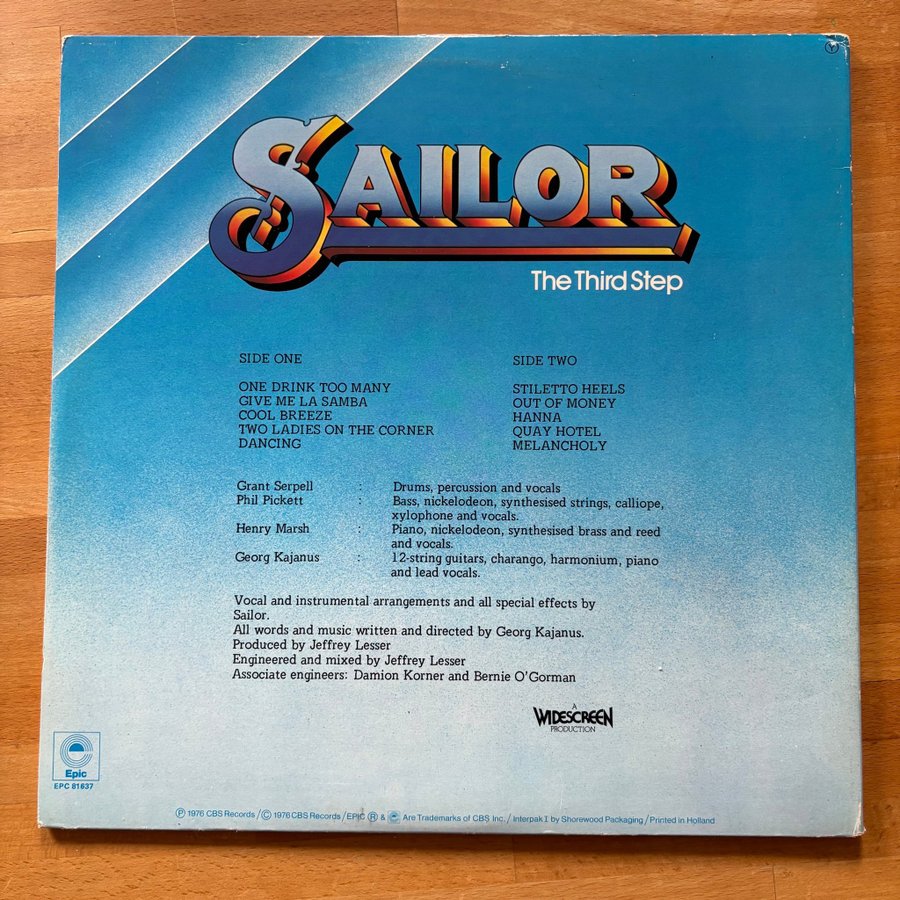 Y
SAILOR
The Third Step
SIDE ONE
ONE DRINK TOO MANY
GIVE ME LA SAMBA
COOL BREEZE
TWO LADIES ON THE CORNER
DANCING
SIDE TWO
STILETTO HEELS
OUT OF MONEY
HANNA
QUAY HOTEL
MELANCHOLY
Grant Serpell : Drums, percussion and vocals
Phil Pickett : Bass, nickelodeon, synthesised strings, calliope,
xylophone and vocals.
Henry Marsh : Piano, nickelodeon, synthesised brass and reed
and vocals.
Georg Kajanus : 12-string guitars, charango, harmonium, piano
and lead vocals.
Vocal and instrumental arrangements and all special effects by
Sailor.
All words and music written and directed by Georg Kajanus.
Produced by Jeffrey Lesser
Engineered and mixed by Jeffrey Lesser
Associate engineers: Damion Korner and Bernie O'Gorman
A
WIDESCREEN
PRODUCTION
Epic
EPC 81637
℗ 1976 CBS Records / © 1976 CBS Records / EPIC ® & e Are Trademarks of CBS Inc. / Interpak I by Shorewood Packaging / Printed in Holland